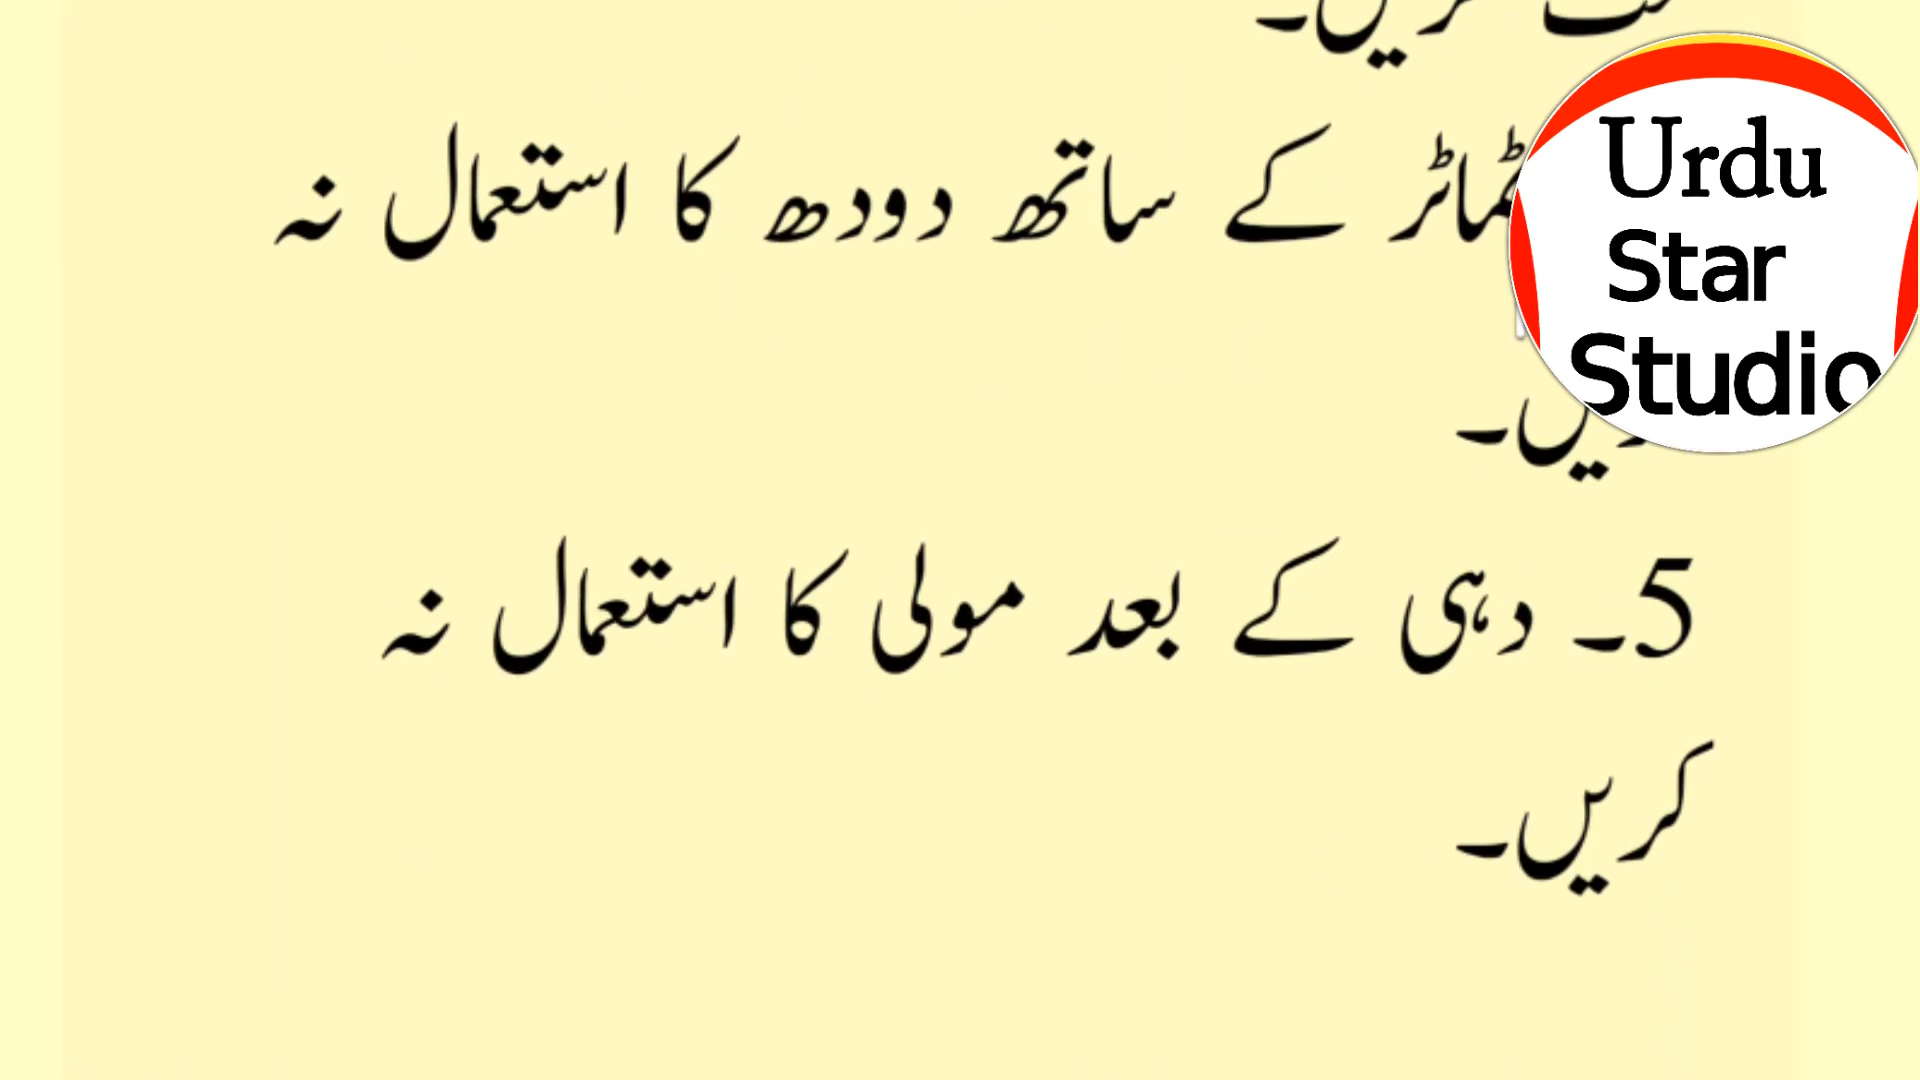 کریں۔
ٹماٹر کے ساتھ دودھ کا استعمال نہ
کریں۔
5۔ دہی کے بعد مولی کا استعمال نہ
کریں۔
Urdu
Star
Studio